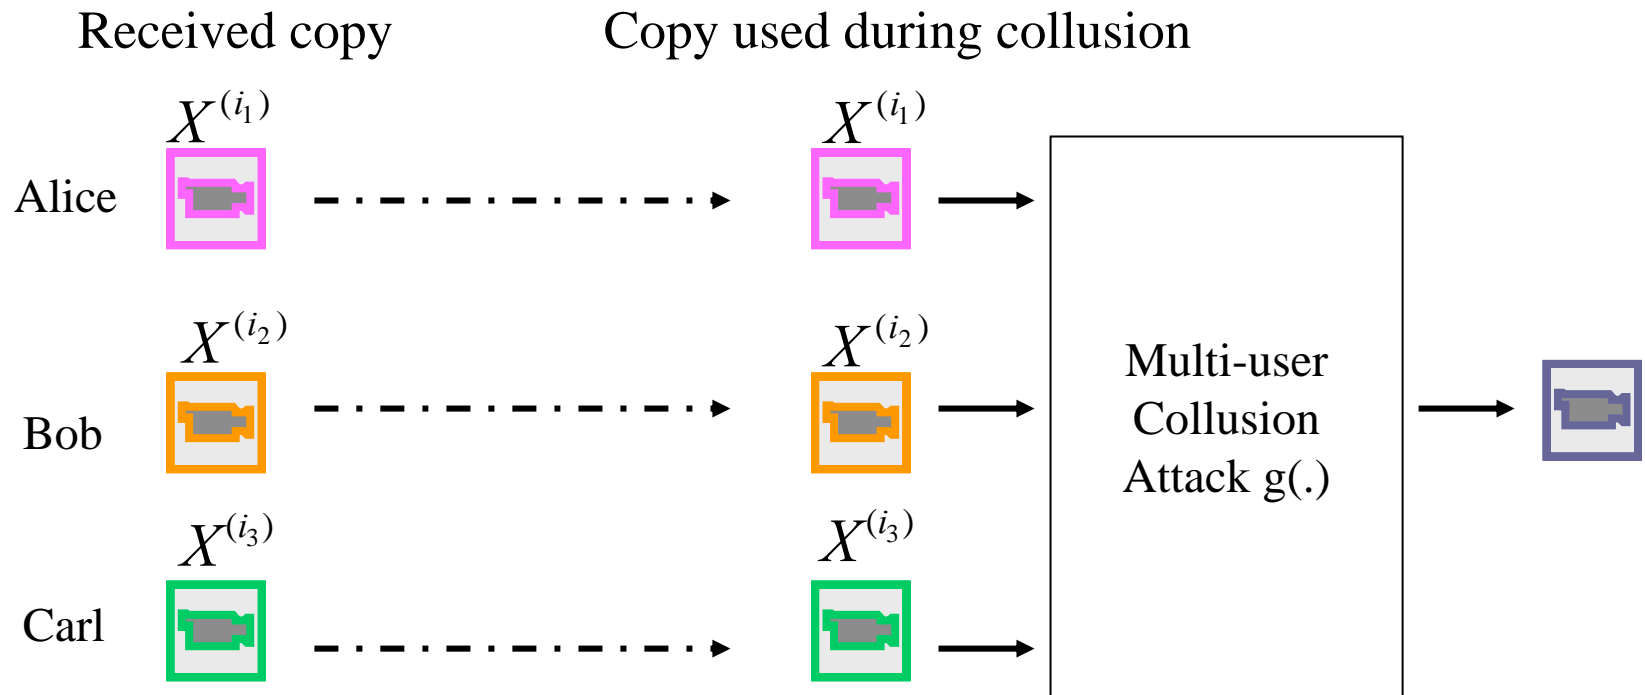 Received copy Copy used during collusion
X^(i_1) X^(i_1)
Alice
X^(i_2) X^(i_2)
Multi-user
Bob Collusion
Attack g(.)
X^(i_3) X^(i_3)
Carl